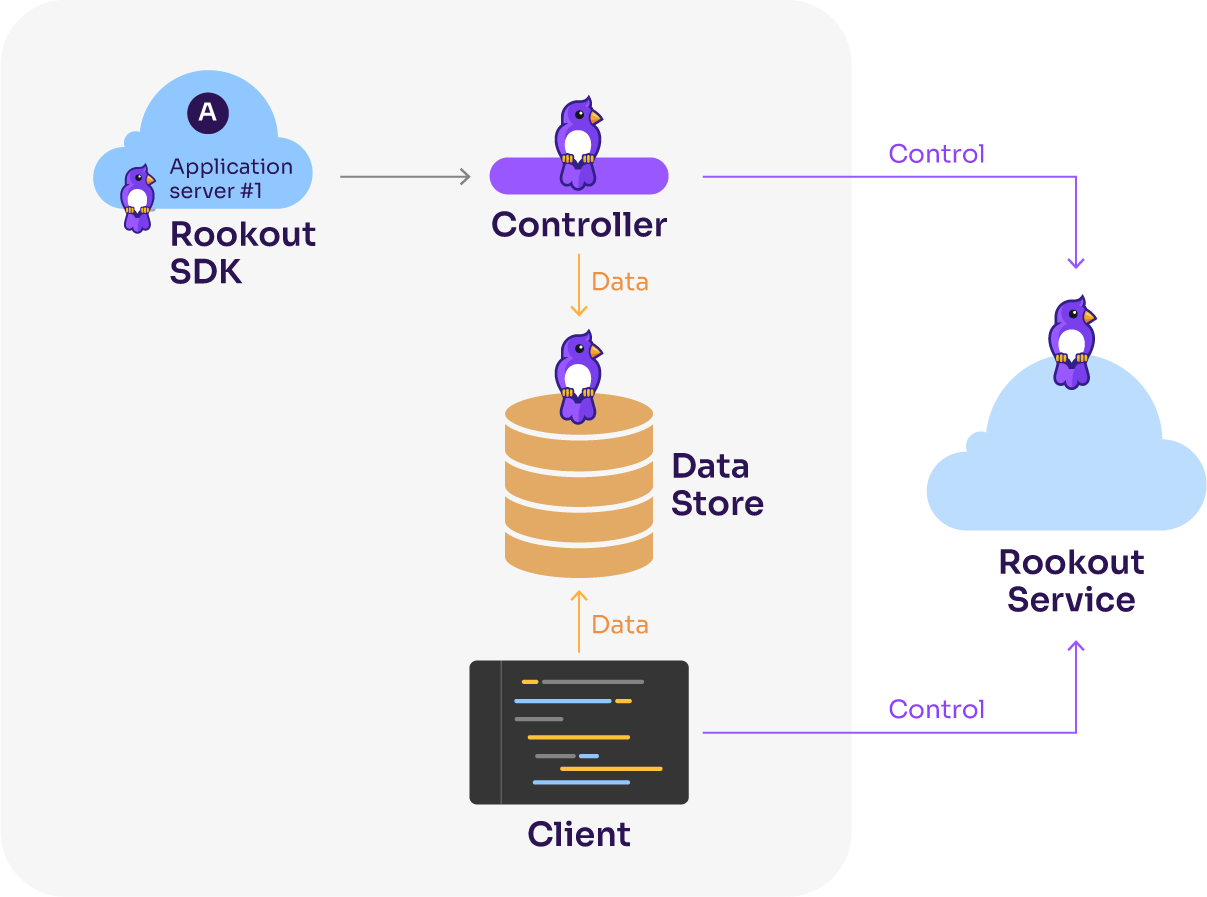 A
Application
server #1
Rookout
SDK
Controller
Control
Data
Data
Store
Rookout
Service
Data
Control
Client